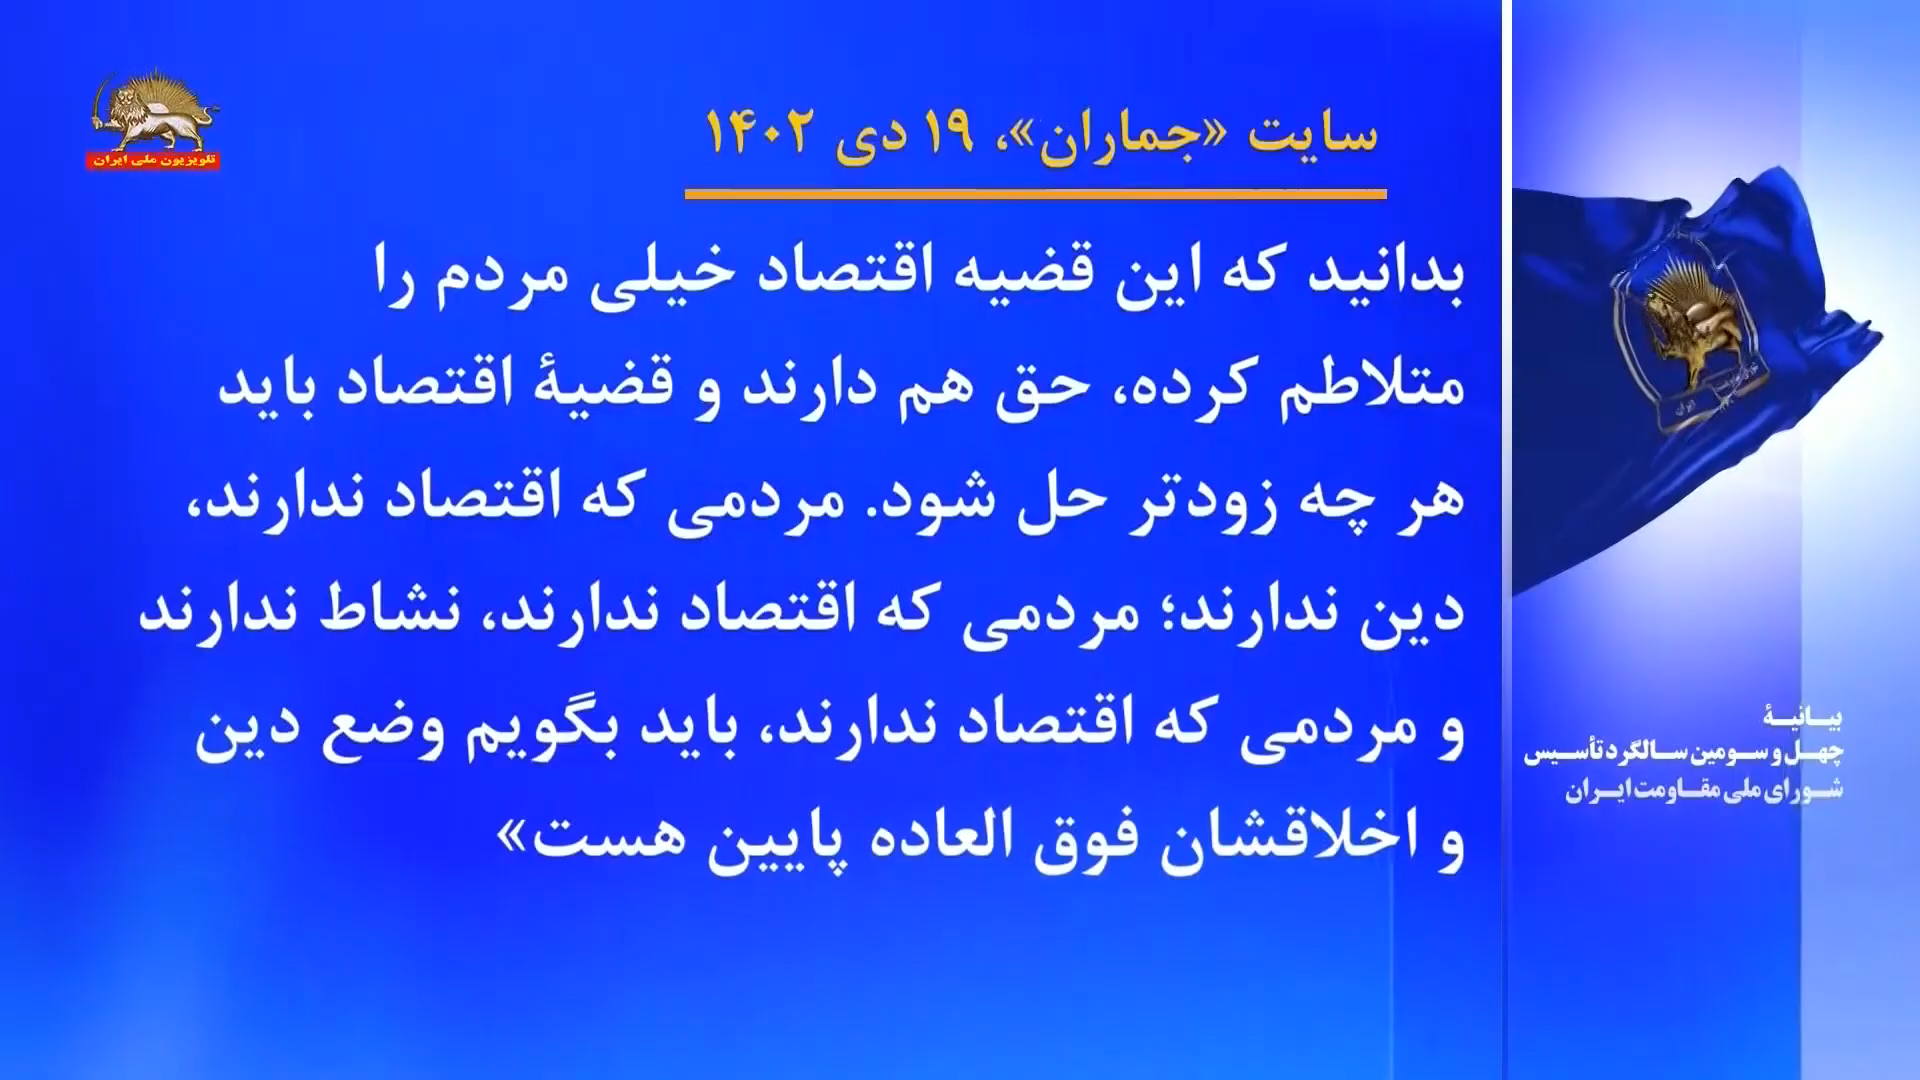 تلویزیون ملی ایران
سایت «جماران»، ۱۹ دی ۱۴۰۲
بدانید که این قضیه اقتصاد خیلی مردم را
متلاطم کرده، حق هم دارند و قضیهٔ اقتصاد باید
هر چه زودتر حل شود. مردمی که اقتصاد ندارند،
دین ندارند؛ مردمی که اقتصاد ندارند، نشاط ندارند
و مردمی که اقتصاد ندارند، باید بگویم وضع دین
و اخلاقشان فوق العاده پایین هست»
بیانیهٔ
چهل و سومین سالگرد تأسیس
شورای ملی مقاومت ایران